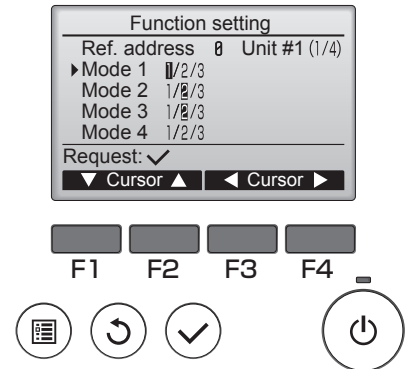 Function setting
Ref. address 0 Unit #1 (1/4)
▶Mode 1 1/2/3
Mode 2 1/2/3
Mode 3 1/2/3
Mode 4 1/2/3
Request: ✓
▼ Cursor ▲ ◀ Cursor ▶
F1 F2 F3 F4